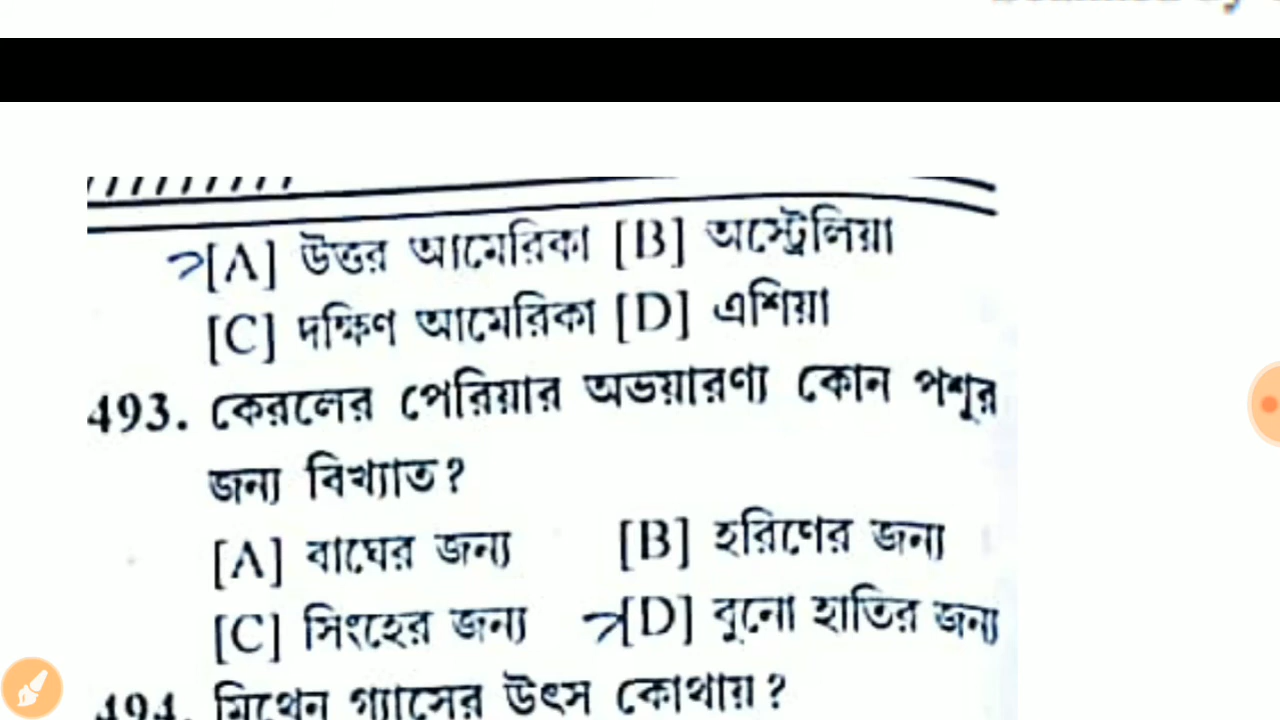 [A] উত্তর আমেরিকা [B] অস্ট্রেলিয়া
[C] দক্ষিণ আমেরিকা [D] এশিয়া
493. কেরলের পেরিয়ার অভয়ারণ্য কোন পশুর
জন্য বিখ্যাত?
[A] বাঘের জন্য [B] হরিণের জন্য
[C] সিংহের জন্য [D] বুনো হাতির জন্য
494. মিথেন গ্যাসের উৎস কোথায়?